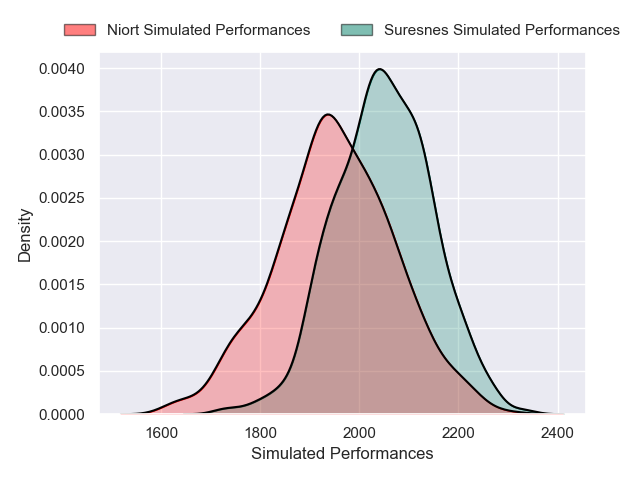 Niort Simulated Performances Suresnes Simulated Performances
0.0040
0.0035
0.0030
0.0025
0.0020
0.0015
0.0010
0.0005
0.0000
Density
1600 1800 2000 2200 2400
Simulated Performances